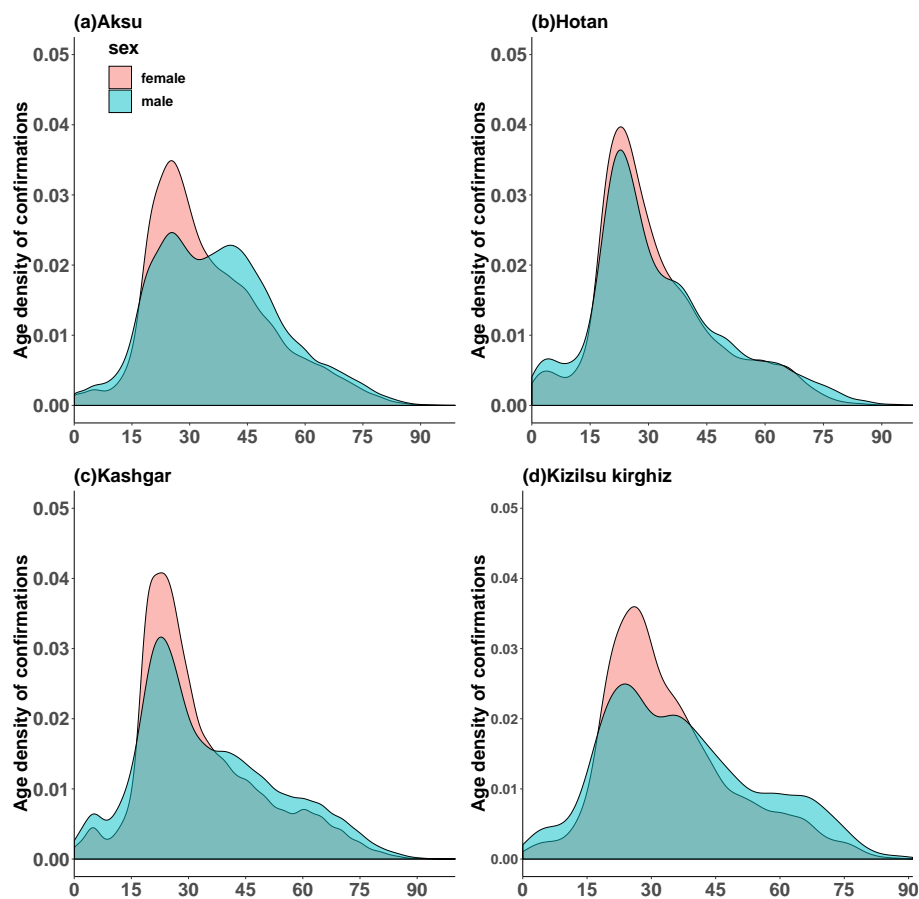 (a)Aksu
sex
female
male
Age density of confirmations
0.05
0.04
0.03
0.02
0.01
0.00
0 15 30 45 60 75 90
(b)Hotan
Age density of confirmations
0.05
0.04
0.03
0.02
0.01
0.00
0 15 30 45 60 75 90
(c)Kashgar
Age density of confirmations
0.05
0.04
0.03
0.02
0.01
0.00
0 15 30 45 60 75 90
(d)Kizilsu kirghiz
Age density of confirmations
0.05
0.04
0.03
0.02
0.01
0.00
0 15 30 45 60 75 90